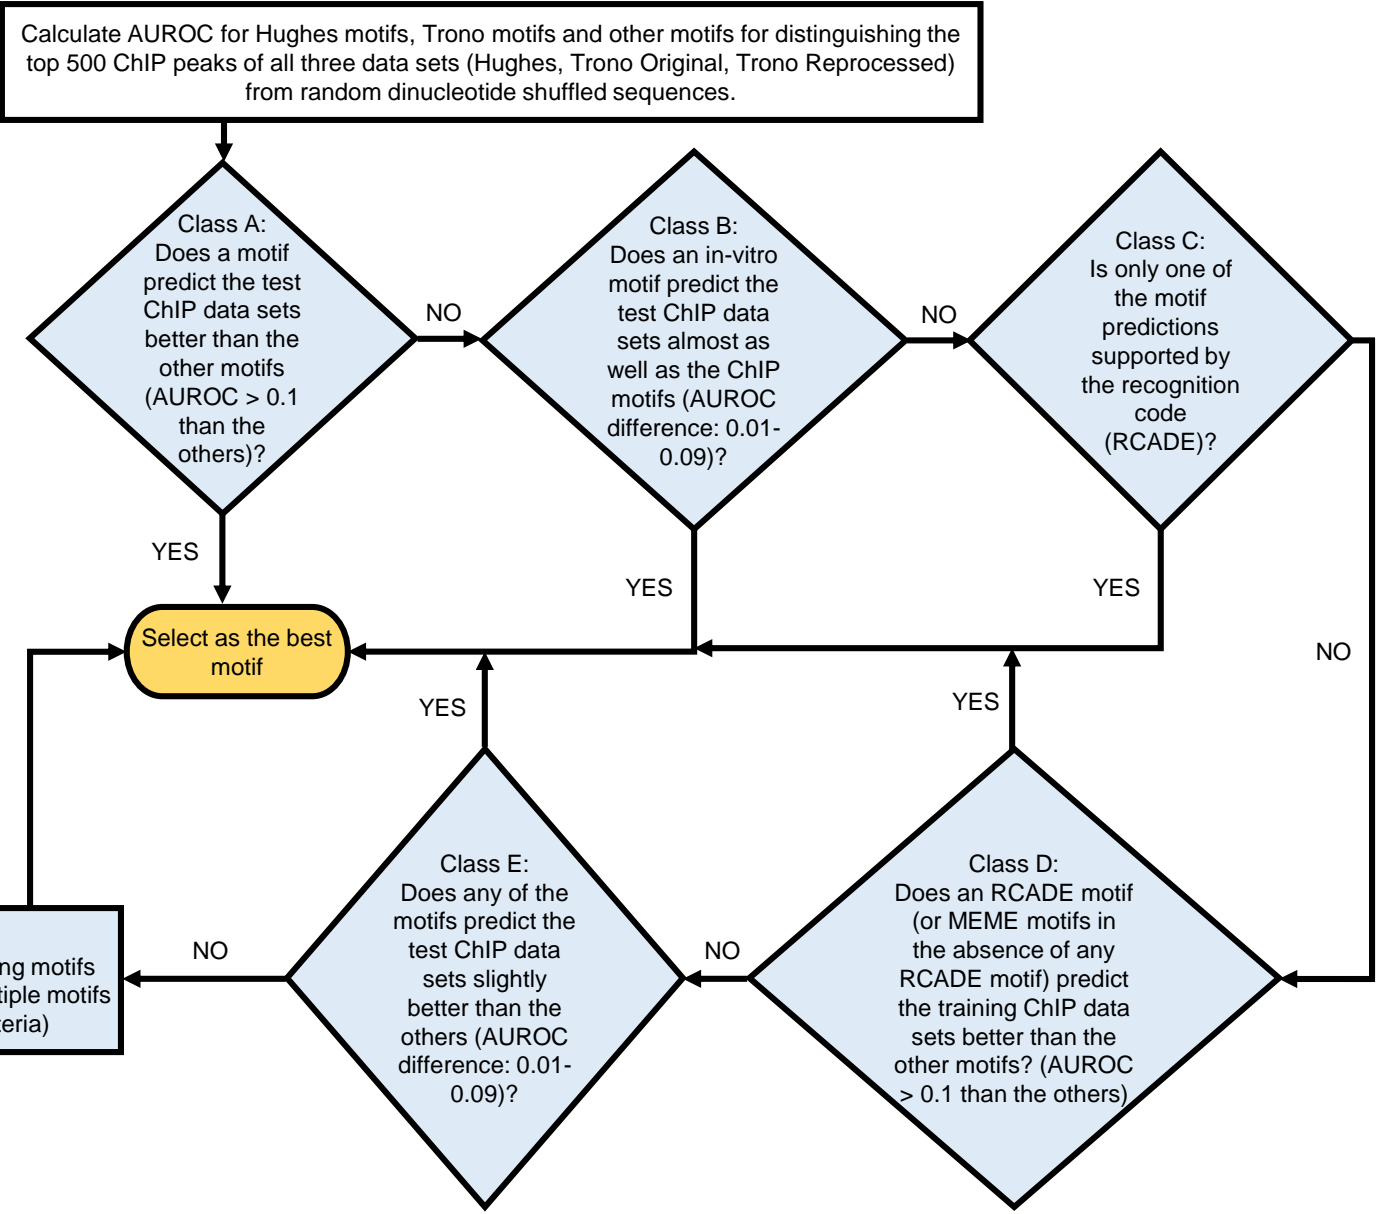 Calculate AUROC for Hughes motifs, Trono motifs and other motifs for distinguishing the
top 500 ChIP peaks of all three data sets (Hughes, Trono Original, Trono Reprocessed)
from random dinucleotide shuffled sequences.
Class A:
Does a motif
predict the test
ChIP data sets
better than the
other motifs
(AUROC > 0.1
than the
others)?
NO
YES
Class B:
Does an in-vitro
motif predict the
test ChIP data
sets almost as
well as the ChIP
motifs (AUROC
difference: 0.01-
0.09)?
NO
YES
Class C:
Is only one of
the motif
predictions
supported by
the recognition
code
(RCADE)?
YES
NO
Select as the best
motif
YES
YES
Class D:
Does an RCADE motif
(or MEME motifs in
the absence of any
RCADE motif) predict
the training ChIP data
sets better than the
other motifs? (AUROC
> 0.1 than the others)
NO
Class E:
Does any of the
motifs predict the
test ChIP data
sets slightly
better than the
others (AUROC
difference: 0.01-
0.09)?
NO
ng motifs
tiple motifs
teria)